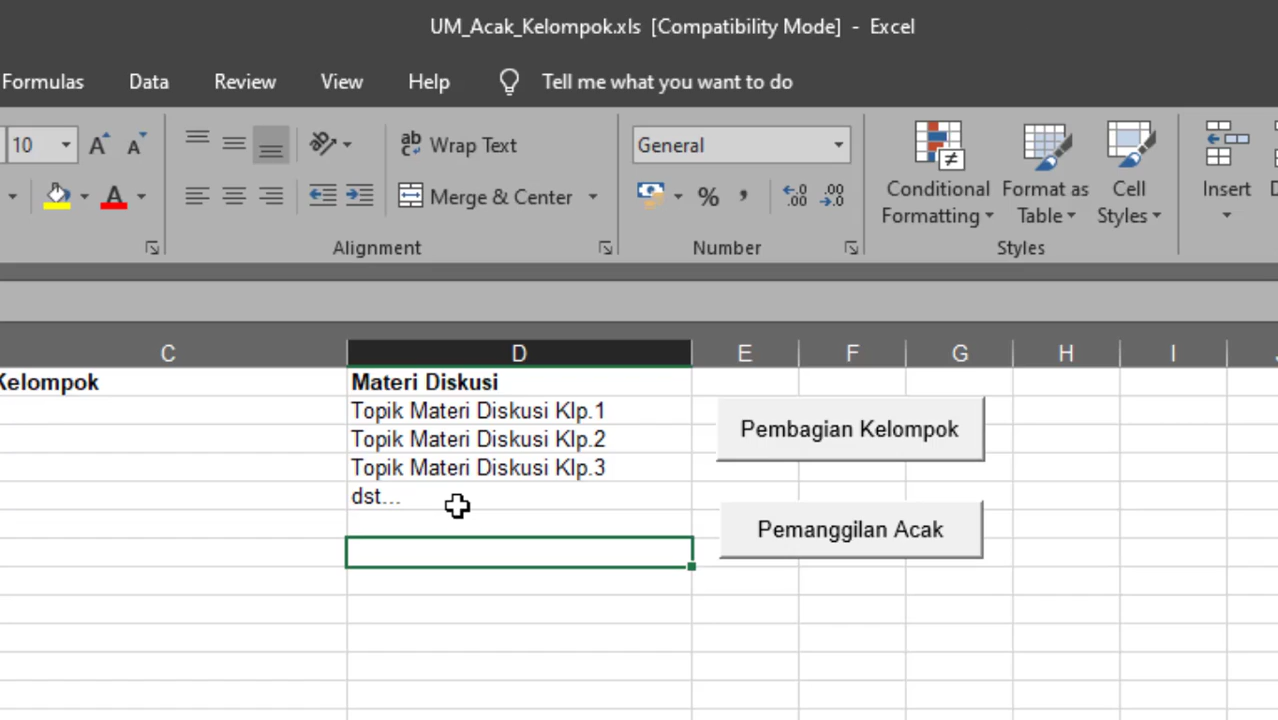 UM_Acak_Kelompok.xls [Compatibility Mode] - Excel
Formulas Data Review View Help Tell me what you want to do
10 A A Wrap Text General Conditional Formatting Format as Table Cell Styles Insert
A Merge & Center % , .00 .00
Alignment Number Styles
C D E F G H I
Kelompok Materi Diskusi
Topik Materi Diskusi Klp.1
Pembagian Kelompok
Topik Materi Diskusi Klp.2
Topik Materi Diskusi Klp.3
dst...
Pemanggilan Acak